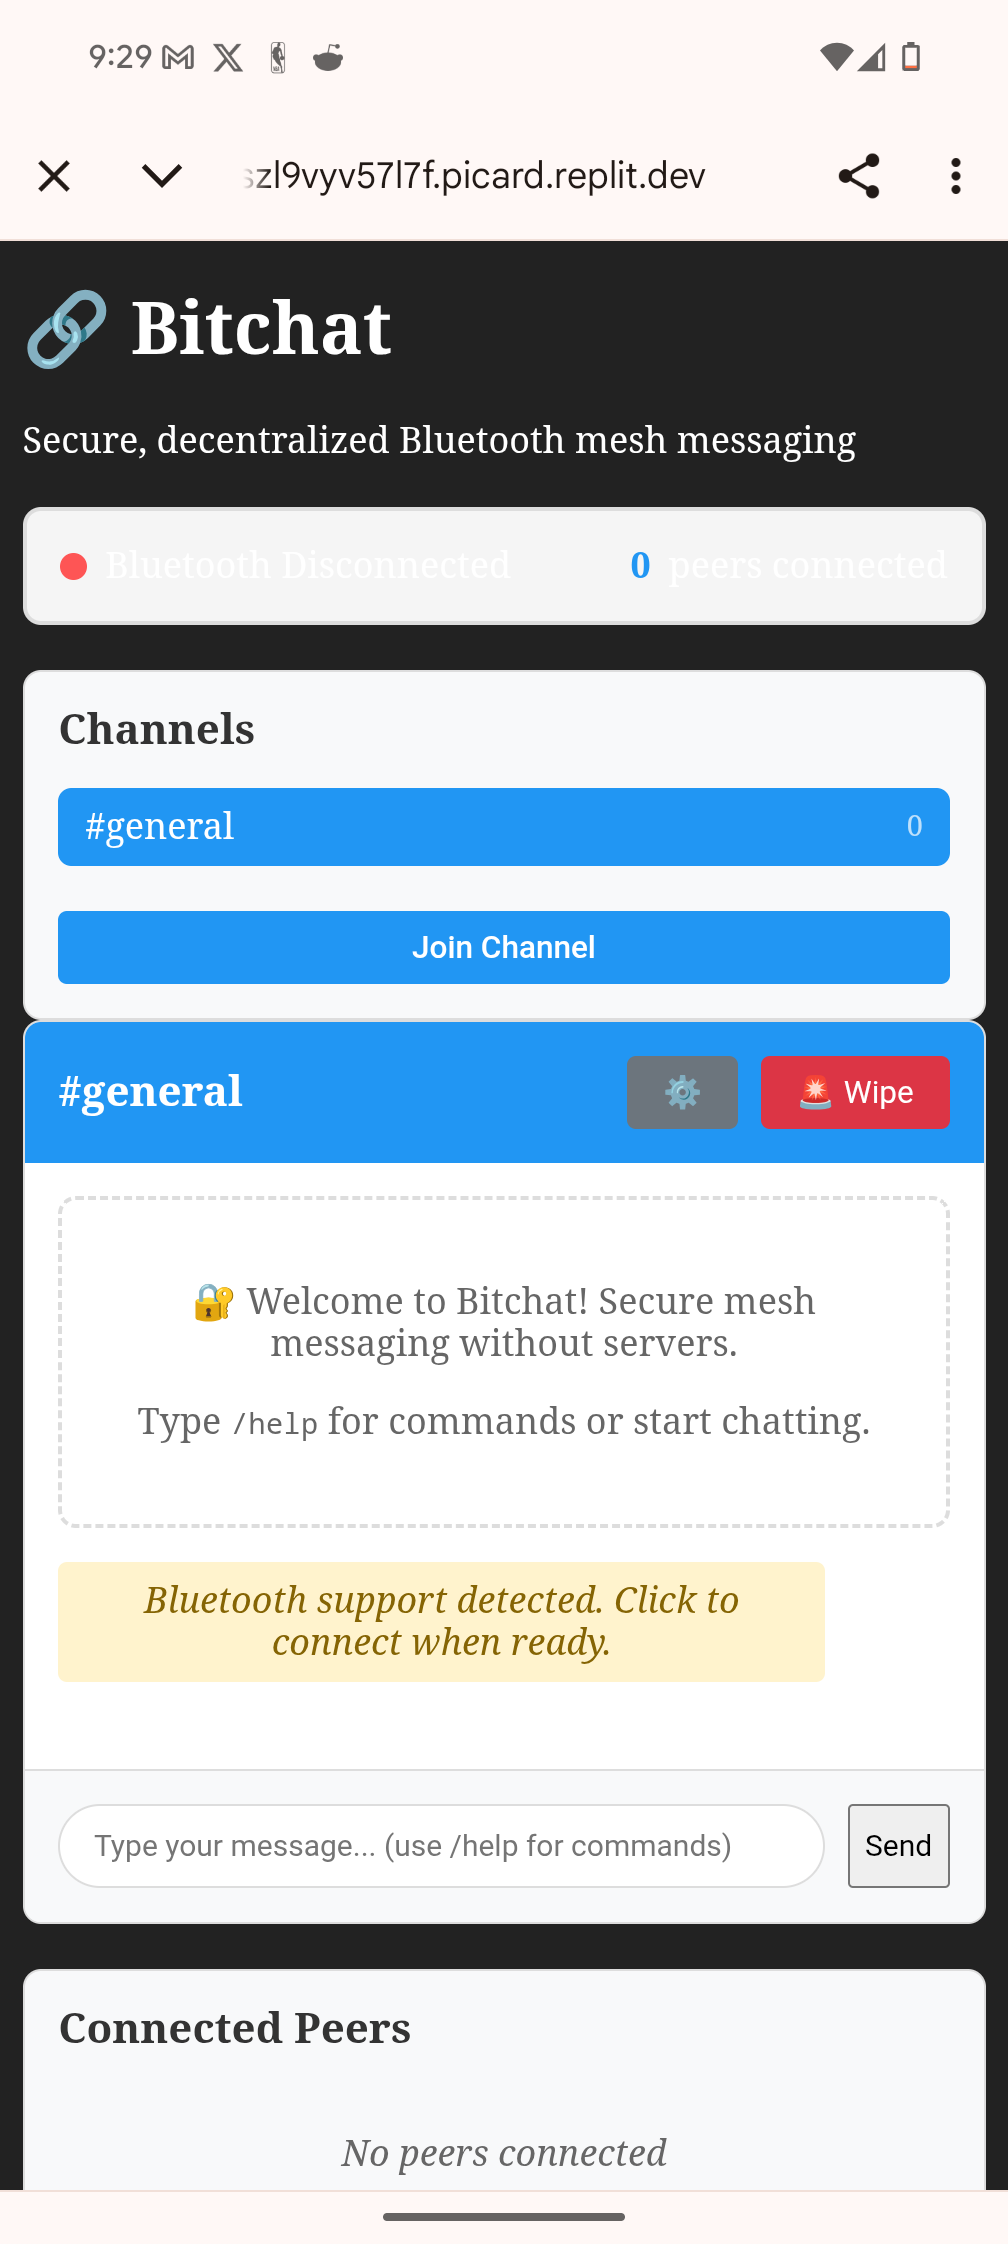 9:29
szl9vyv57l7f.picard.replit.dev
🔗 Bitchat
Secure, decentralized Bluetooth mesh messaging
Bluetooth Disconnected 0 peers connected
Channels
#general 0
Join Channel
#general ⚙️ 🚨 Wipe
🔐 Welcome to Bitchat! Secure mesh
messaging without servers.
Type /help for commands or start chatting.
Bluetooth support detected. Click to
connect when ready.
Type your message... (use /help for commands) Send
Connected Peers
No peers connected